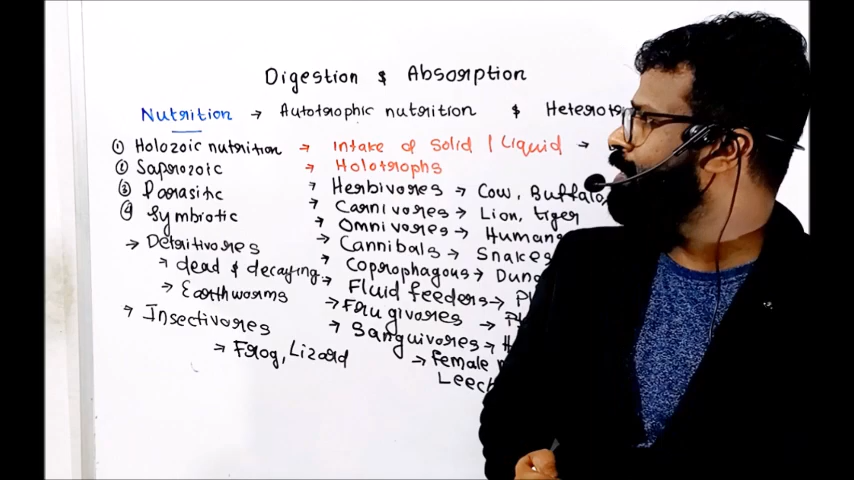 Digestion & Absorption
Nutrition → Autotrophic nutrition & Heterot
① Holozoic nutrition → Intake of Solid / Liquid →
② Saprozoic → Holotrophs
③ Parasitic → Herbivores → Cow, Buffalo,
④ Symbiotic → Carnivores → Lion, tiger
→ Omnivores → Humans
→ Detritivores → Cannibals → Snakes
→ dead & decaying → Coprophagous → Dung
→ Earthworms → Fluid feeders →
→ Insectivores → Frugivores →
→ Sanguivores →
→ Frog, Lizard → Female
Leech